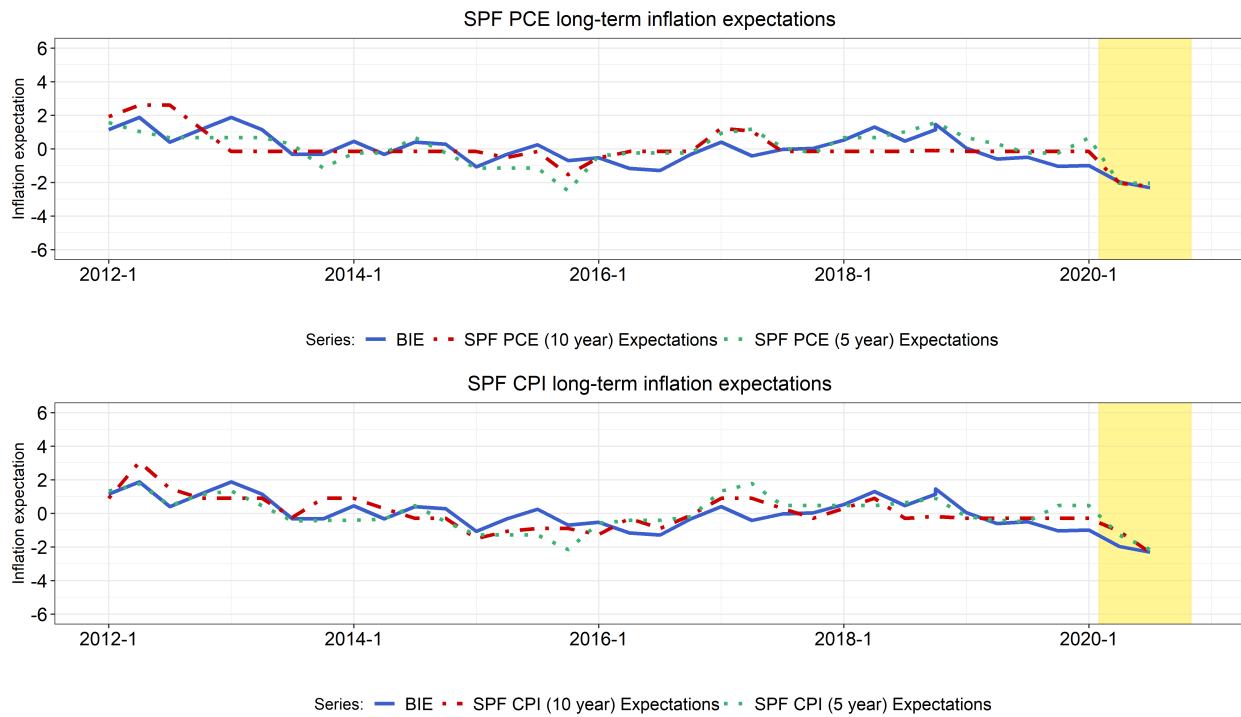 SPF PCE long-term inflation expectations
Inflation expectation
6
4
2
0
-2
-4
-6
2012-1 2014-1 2016-1 2018-1 2020-1
Series: BIE SPF PCE (10 year) Expectations SPF PCE (5 year) Expectations
SPF CPI long-term inflation expectations
Inflation expectation
6
4
2
0
-2
-4
-6
2012-1 2014-1 2016-1 2018-1 2020-1
Series: BIE SPF CPI (10 year) Expectations SPF CPI (5 year) Expectations